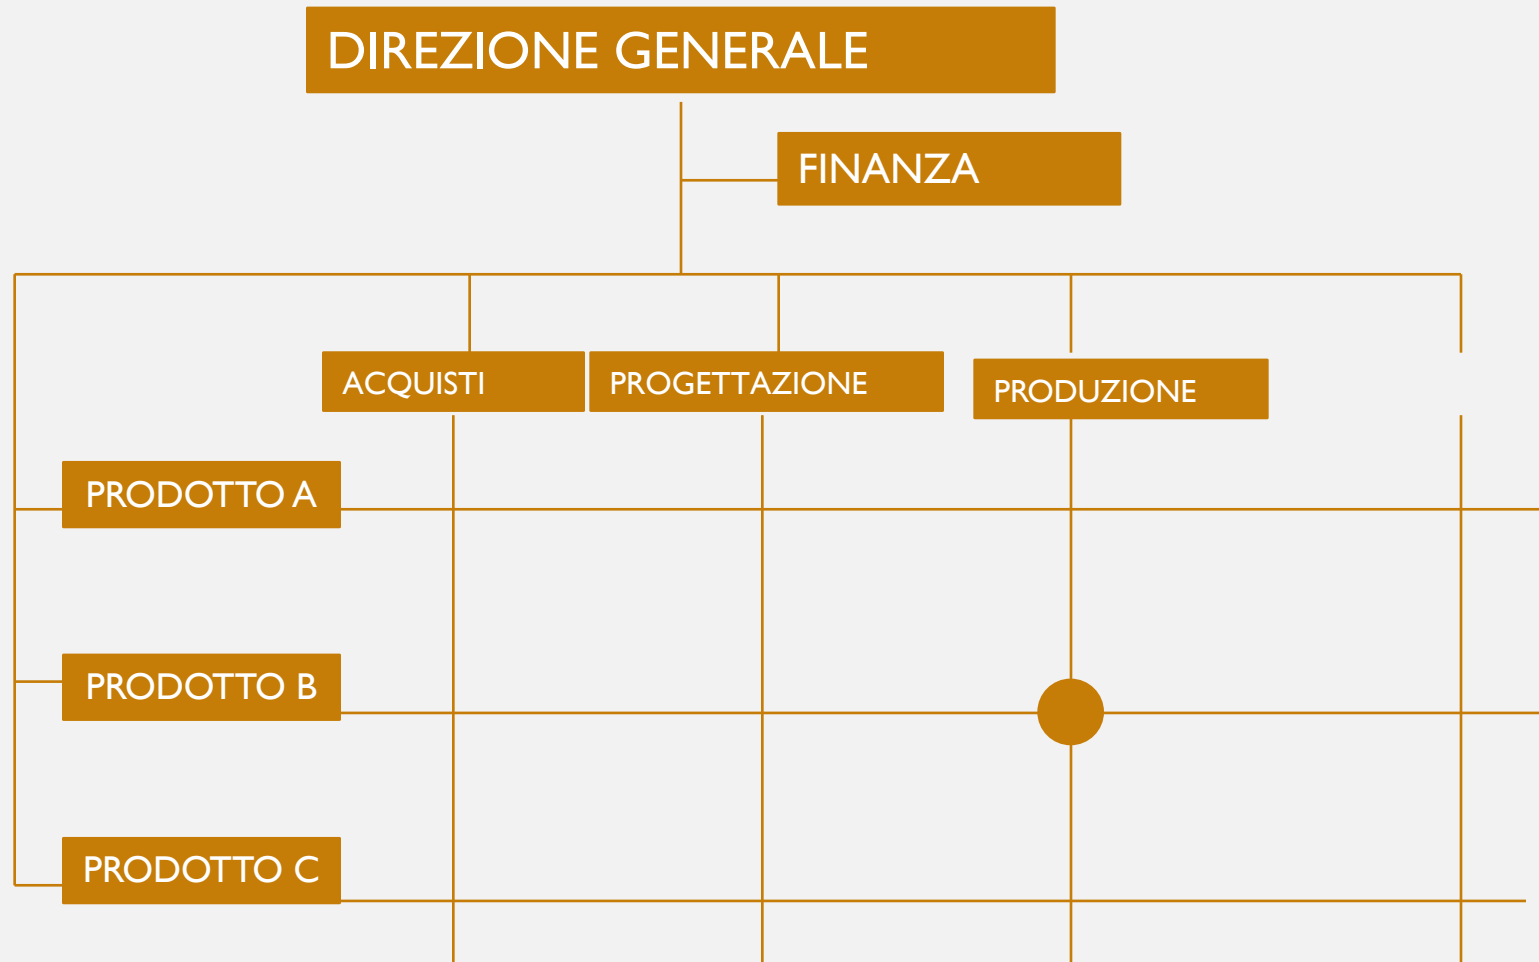 DIREZIONE GENERALE
FINANZA
ACQUISTI
PROGETTAZIONE
PRODUZIONE
PRODOTTO A
PRODOTTO B
PRODOTTO C